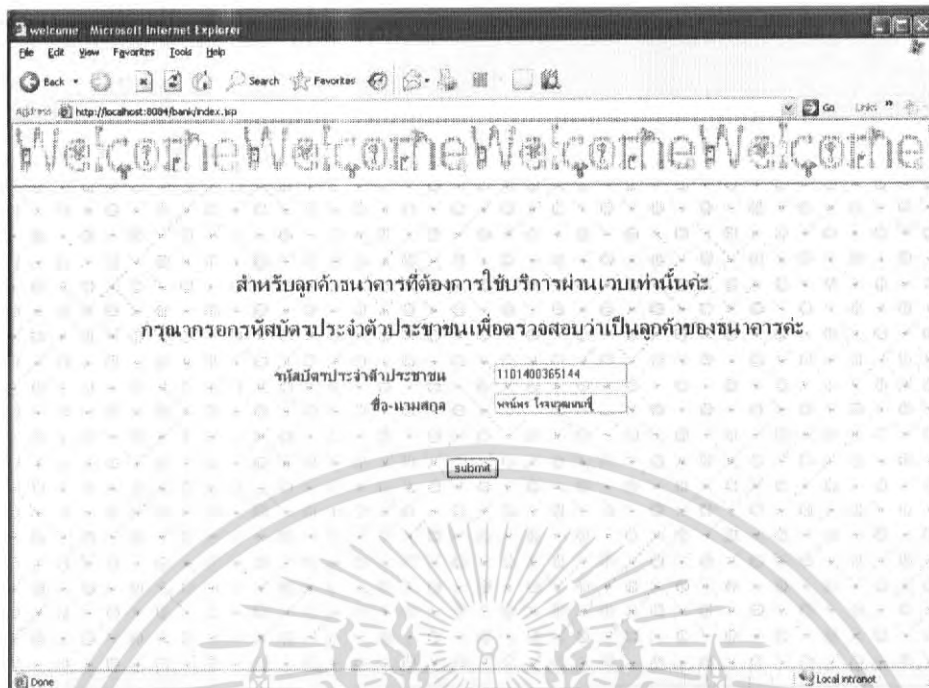 welcome - Microsoft Internet Explorer
File Edit View Favorites Tools Help
Back Search Favorites
Address http://localhost:8084/bank/index.jsp Go Links »
WelcomeWelcomeWelcomeWelcome
สำหรับลูกค้าธนาคารที่ต้องการใช้บริการผ่านเวบเท่านั้นค่ะ
กรุณากรอกรหัสบัตรประจำตัวประชาชนเพื่อตรวจสอบว่าเป็นลูกค้าของธนาคารค่ะ
รหัสบัตรประจำตัวประชาชน 1101400365144
ชื่อ-นามสกุล
submit
Done Local intranet